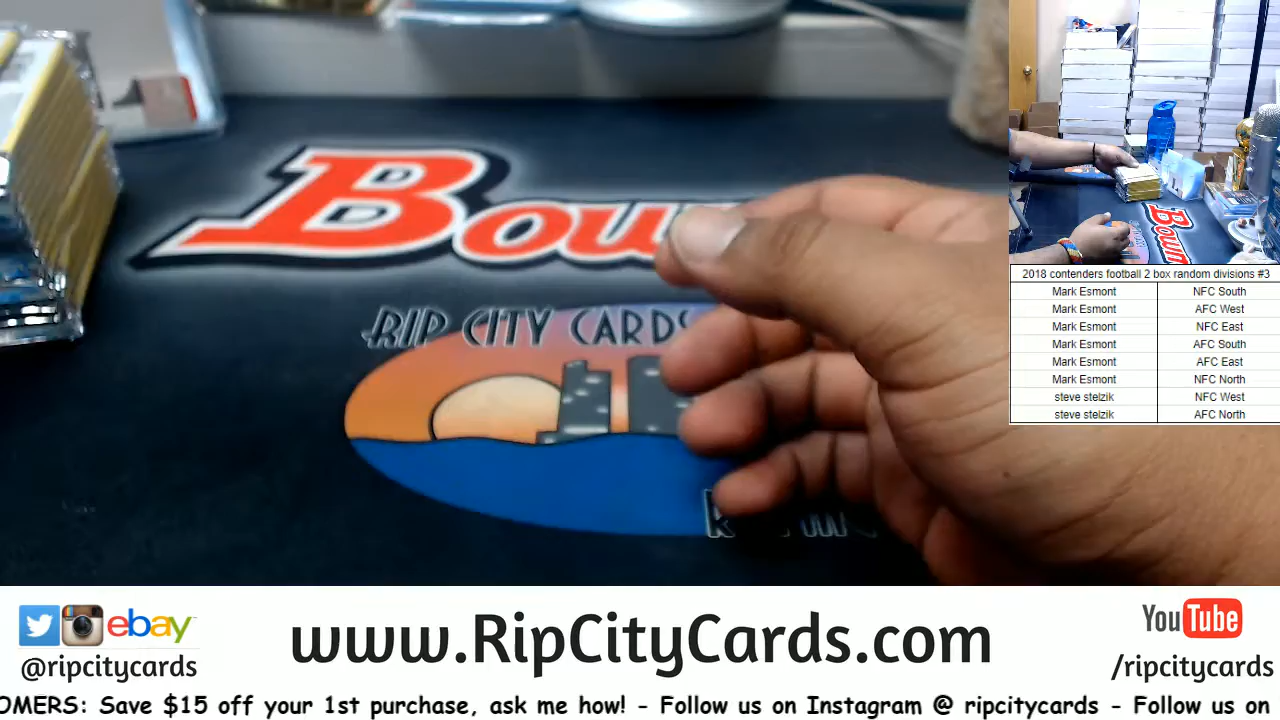 Bow
RIP CITY CARDS
2018 contenders football 2 box random divisions #3
Mark Esmont NFC South
Mark Esmont AFC West
Mark Esmont NFC East
Mark Esmont AFC South
Mark Esmont AFC East
Mark Esmont NFC North
steve stelzik NFC West
steve stelzik AFC North
Bown
ebay
@ripcitycards
www.RipCityCards.com
YouTube
/ripcitycards
OMERS: Save $15 off your 1st purchase, ask me how! - Follow us on Instagram @ ripcitycards - Follow us on